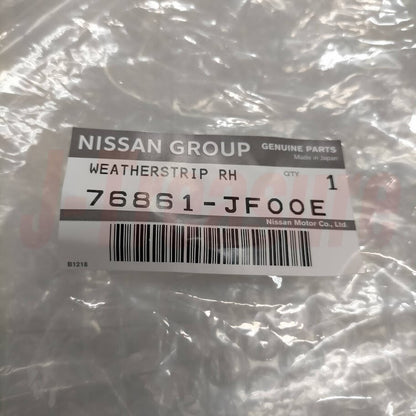 NISSAN GROUP GENUINE PARTS
Made in Japan
WEATHERSTRIP RH QTY 1
76861-JF00E
Nissan Motor Co., Ltd.
B1218